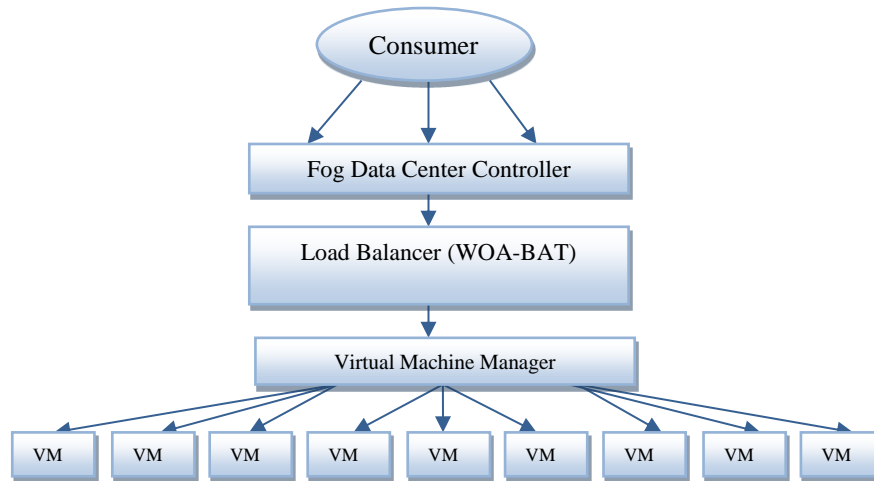 Consumer
Fog Data Center Controller
Load Balancer (WOA-BAT)
Virtual Machine Manager
VM VM VM VM VM VM VM VM VM